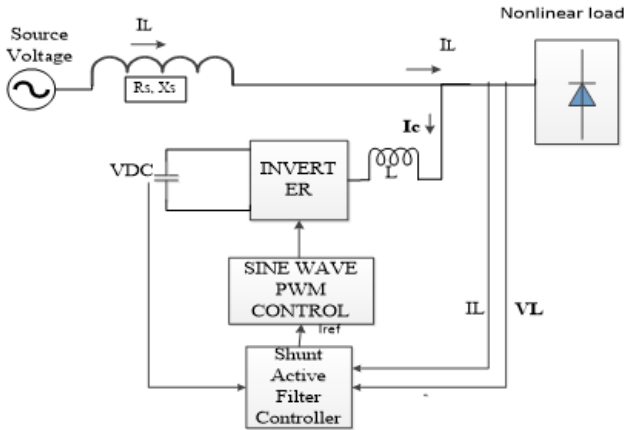 Nonlinear load
Source
Voltage
IL
IL
Rs, Xs
Ic
VDC
INVERT
ER
L
SINE WAVE
PWM
CONTROL
Iref
IL
VL
Shunt
Active
Filter
Controller